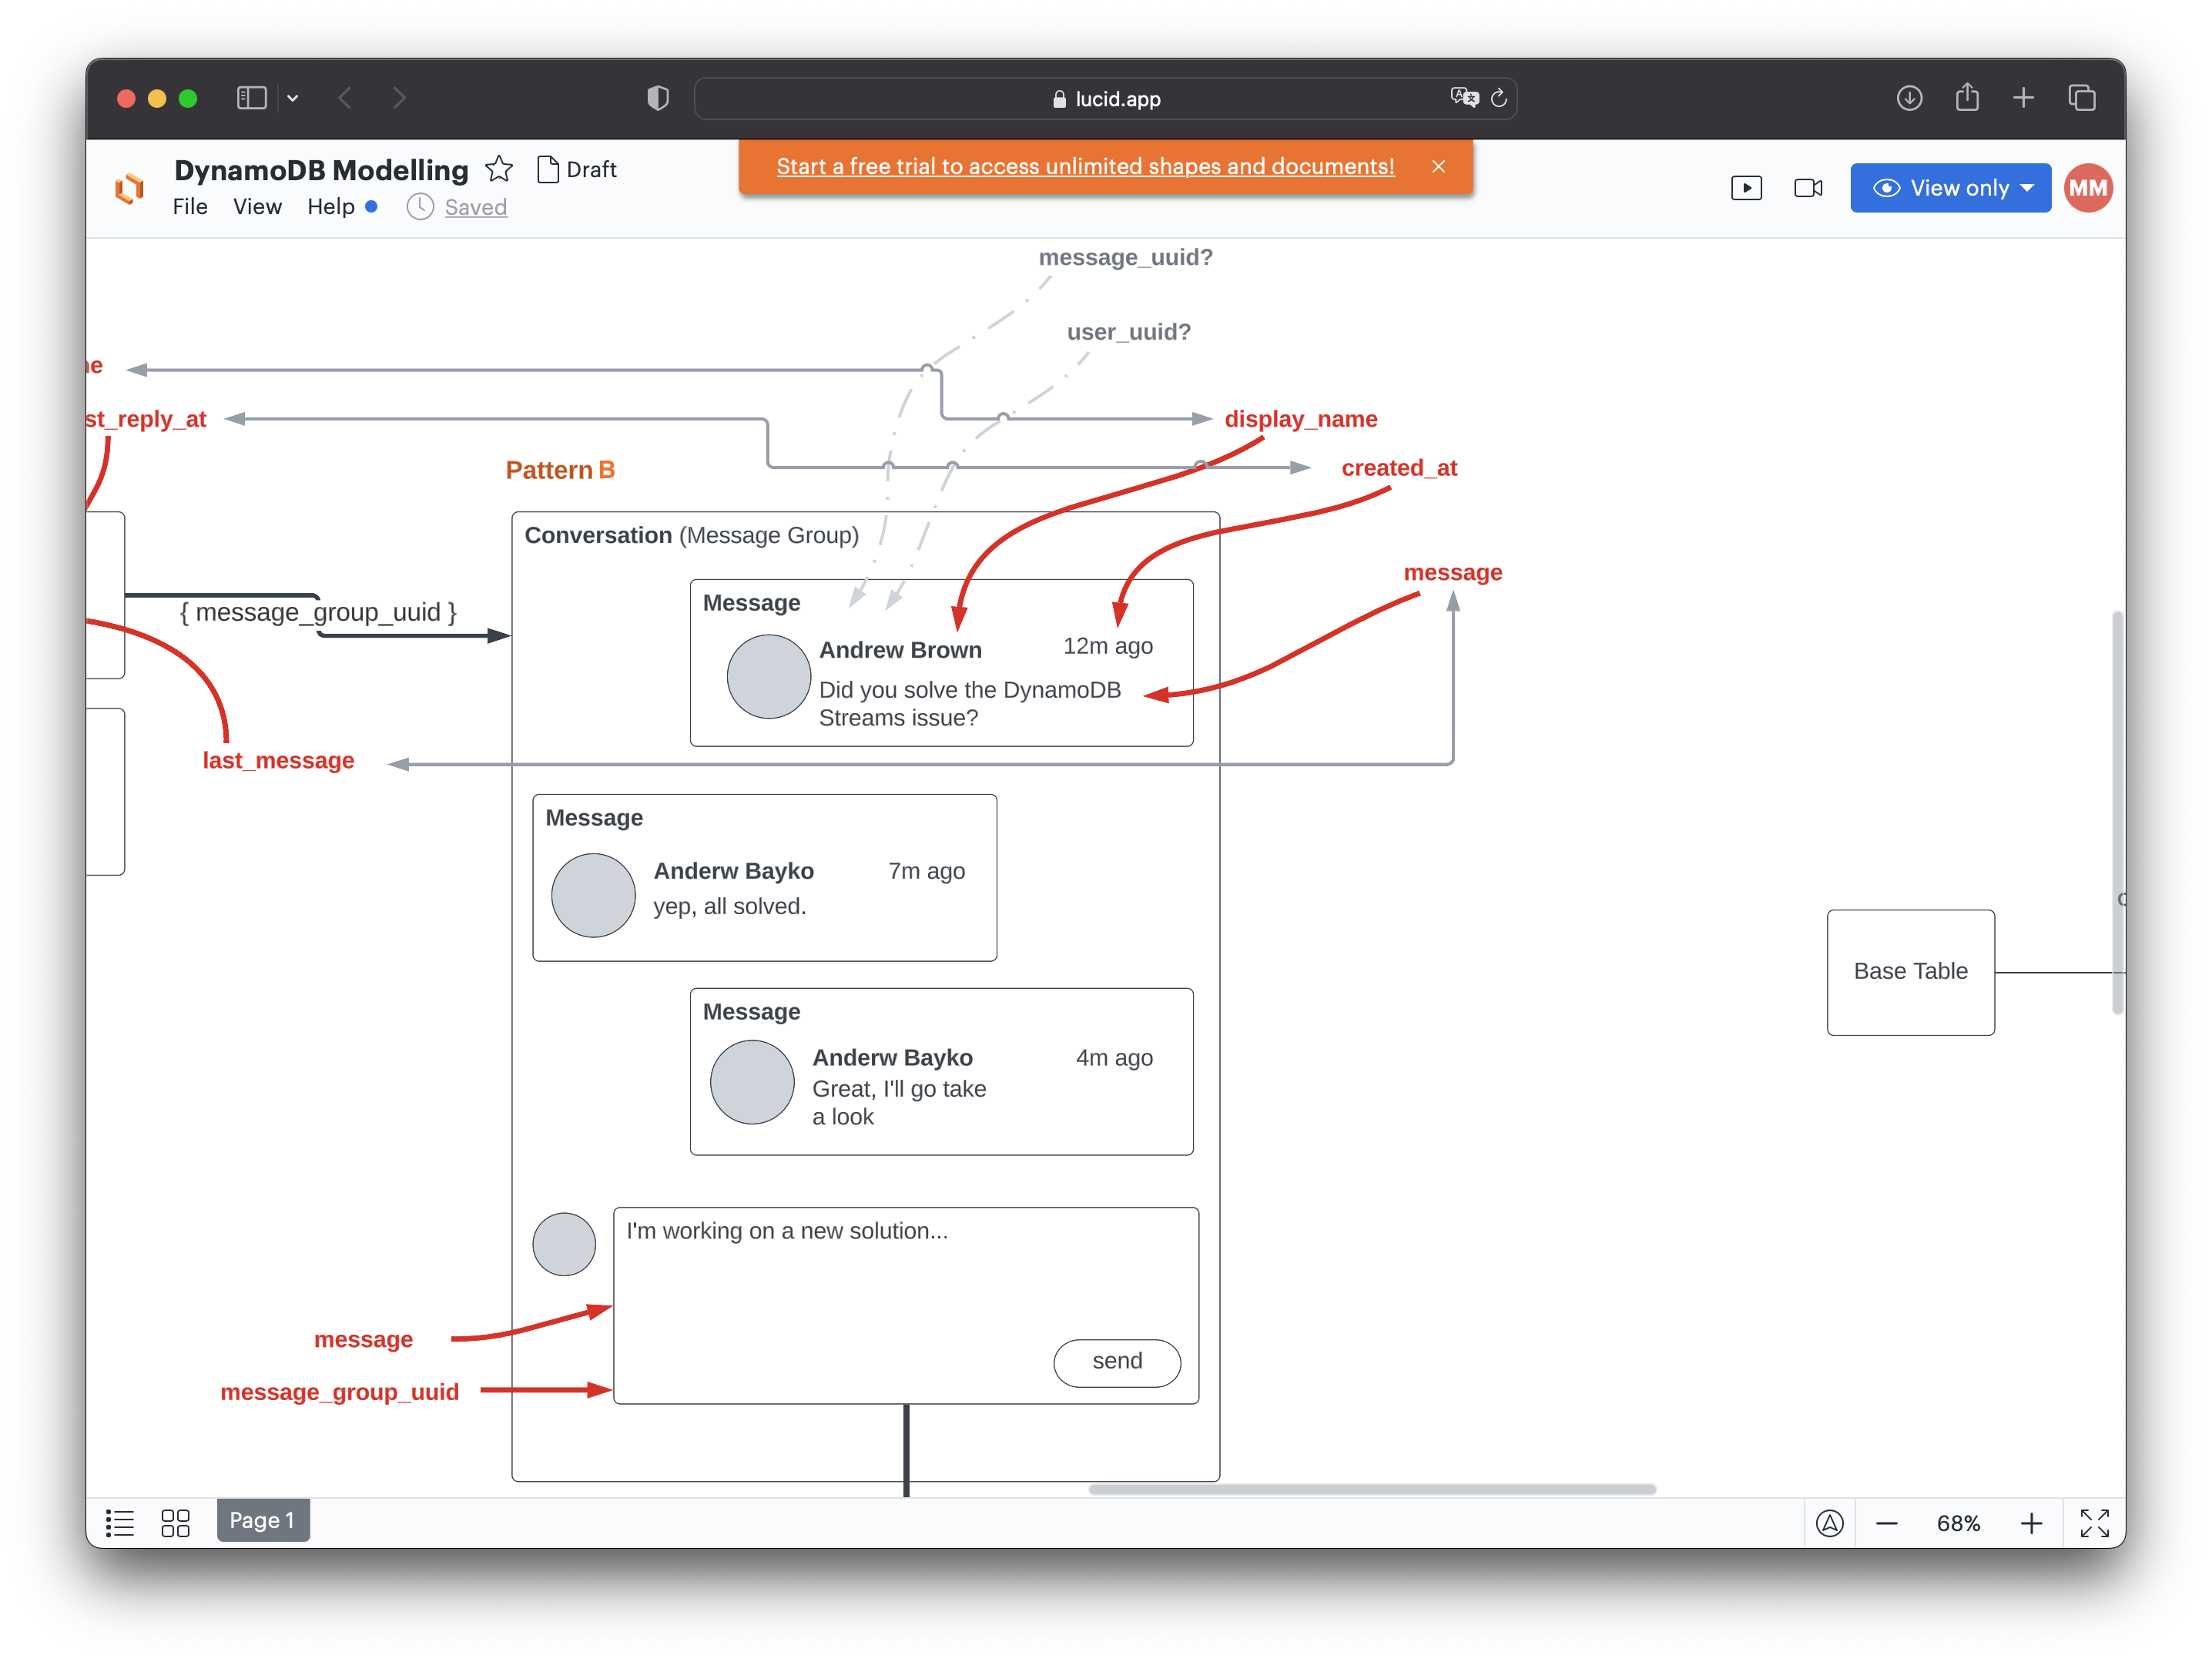 lucid.app
DynamoDB Modelling
Draft
Start a free trial to access unlimited shapes and documents!
File View Help Saved
View only
MM
message_uuid?
user_uuid?
st_reply_at
display_name
Pattern B
created_at
Conversation (Message Group)
{ message_group_uuid }
message
Message
Andrew Brown 12m ago
Did you solve the DynamoDB
Streams issue?
last_message
Message
Anderw Bayko 7m ago
yep, all solved.
Base Table
Message
Anderw Bayko 4m ago
Great, I'll go take
a look
I'm working on a new solution...
message
send
message_group_uuid
Page 1
68%